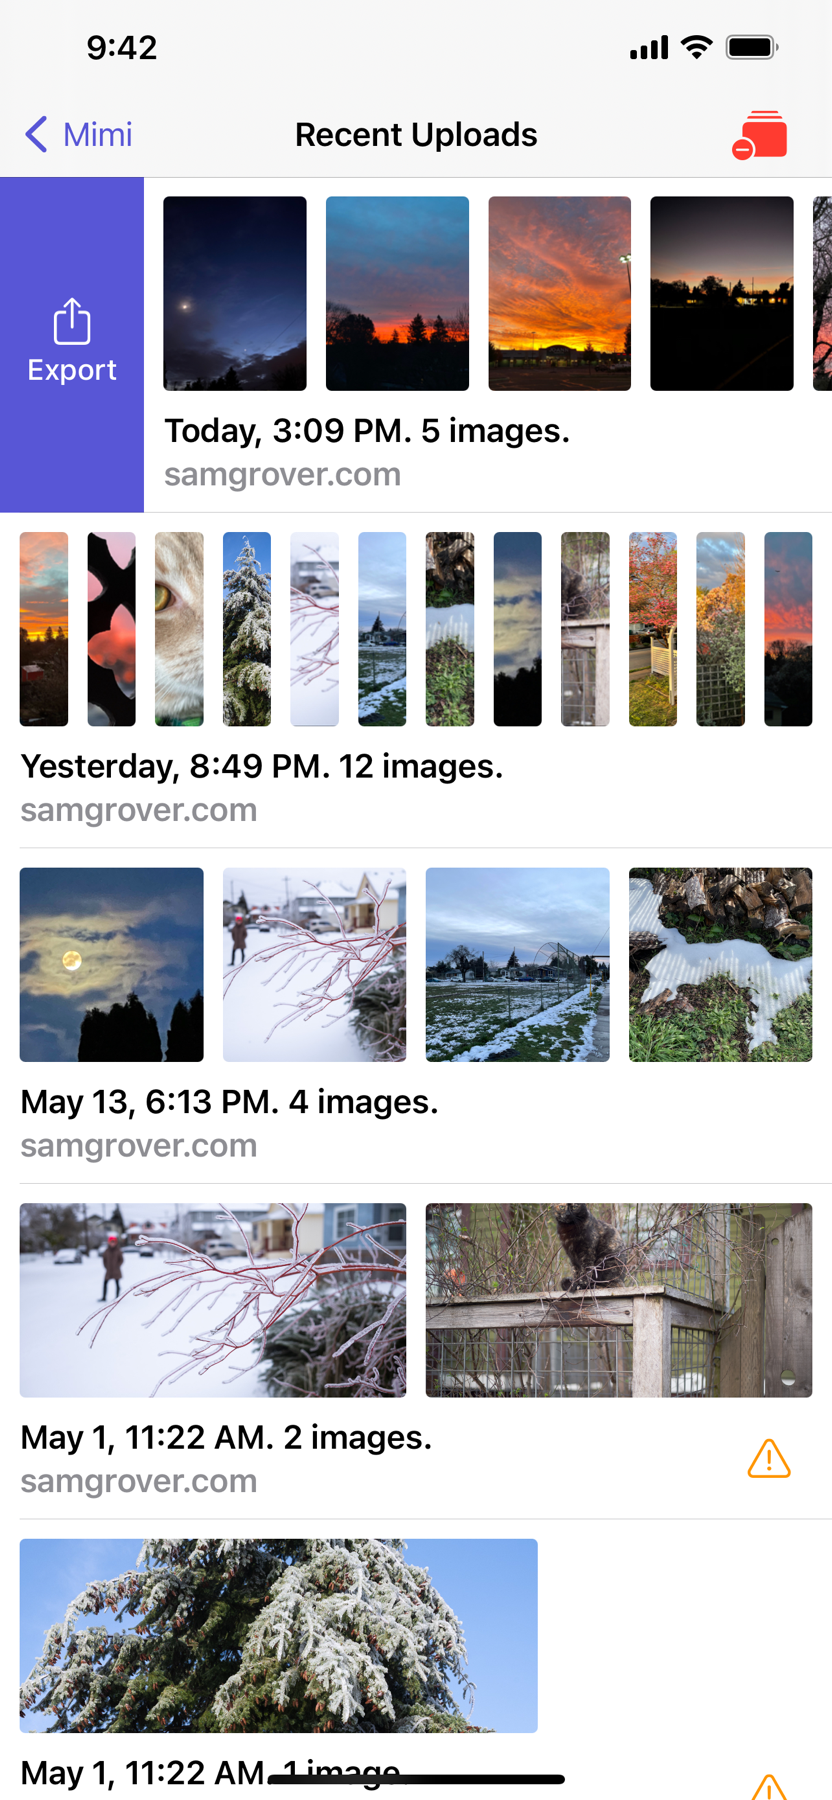 9:42
Mimi
Recent Uploads
Export
Today, 3:09 PM. 5 images.
samgrover.com
Yesterday, 8:49 PM. 12 images.
samgrover.com
May 13, 6:13 PM. 4 images.
samgrover.com
May 1, 11:22 AM. 2 images.
samgrover.com
May 1, 11:22 AM. 1 image.